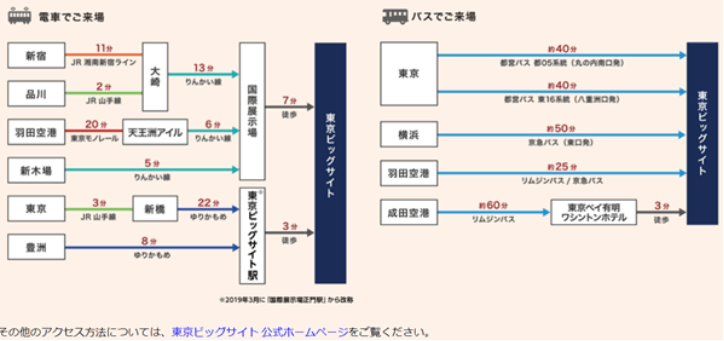 電車でご来場
新宿
11分
JR 湘南新宿ライン
品川
2分
JR 山手線
大崎
13分
りんかい線
羽田空港
20分
東京モノレール
天王洲アイル
6分
りんかい線
新木場
5分
りんかい線
国際展示場
7分
徒歩
東京
3分
JR 山手線
新橋
22分
ゆりかもめ
豊洲
8分
ゆりかもめ
東京ビッグサイト駅※
3分
徒歩
東京ビッグサイト
※2019年3月に「国際展示場正門駅」から改称
バスでご来場
東京
約40分
都営バス 都05系統（丸の内南口発）
約40分
都営バス 東16系統（八重洲口発）
横浜
約50分
京急バス（東口発）
羽田空港
約25分
リムジンバス / 京急バス
成田空港
約60分
リムジンバス
東京ベイ有明
ワシントンホテル
3分
徒歩
東京ビッグサイト
その他のアクセス方法については、東京ビッグサイト 公式ホームページをご覧ください。